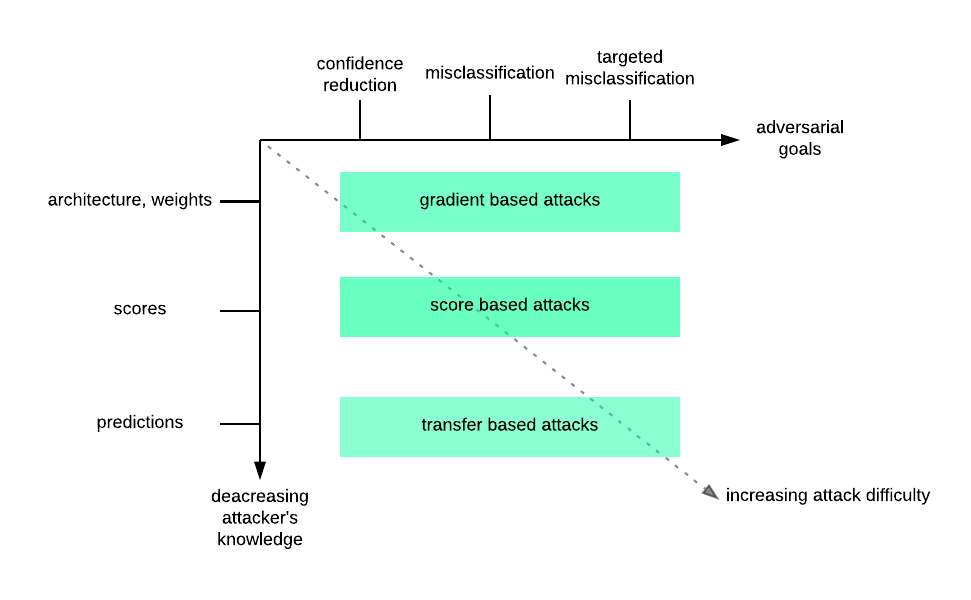 confidence
reduction
misclassification
targeted
misclassification
adversarial
goals
architecture, weights
gradient based attacks
scores
score based attacks
predictions
transfer based attacks
deacreasing
attacker's
knowledge
increasing attack difficulty